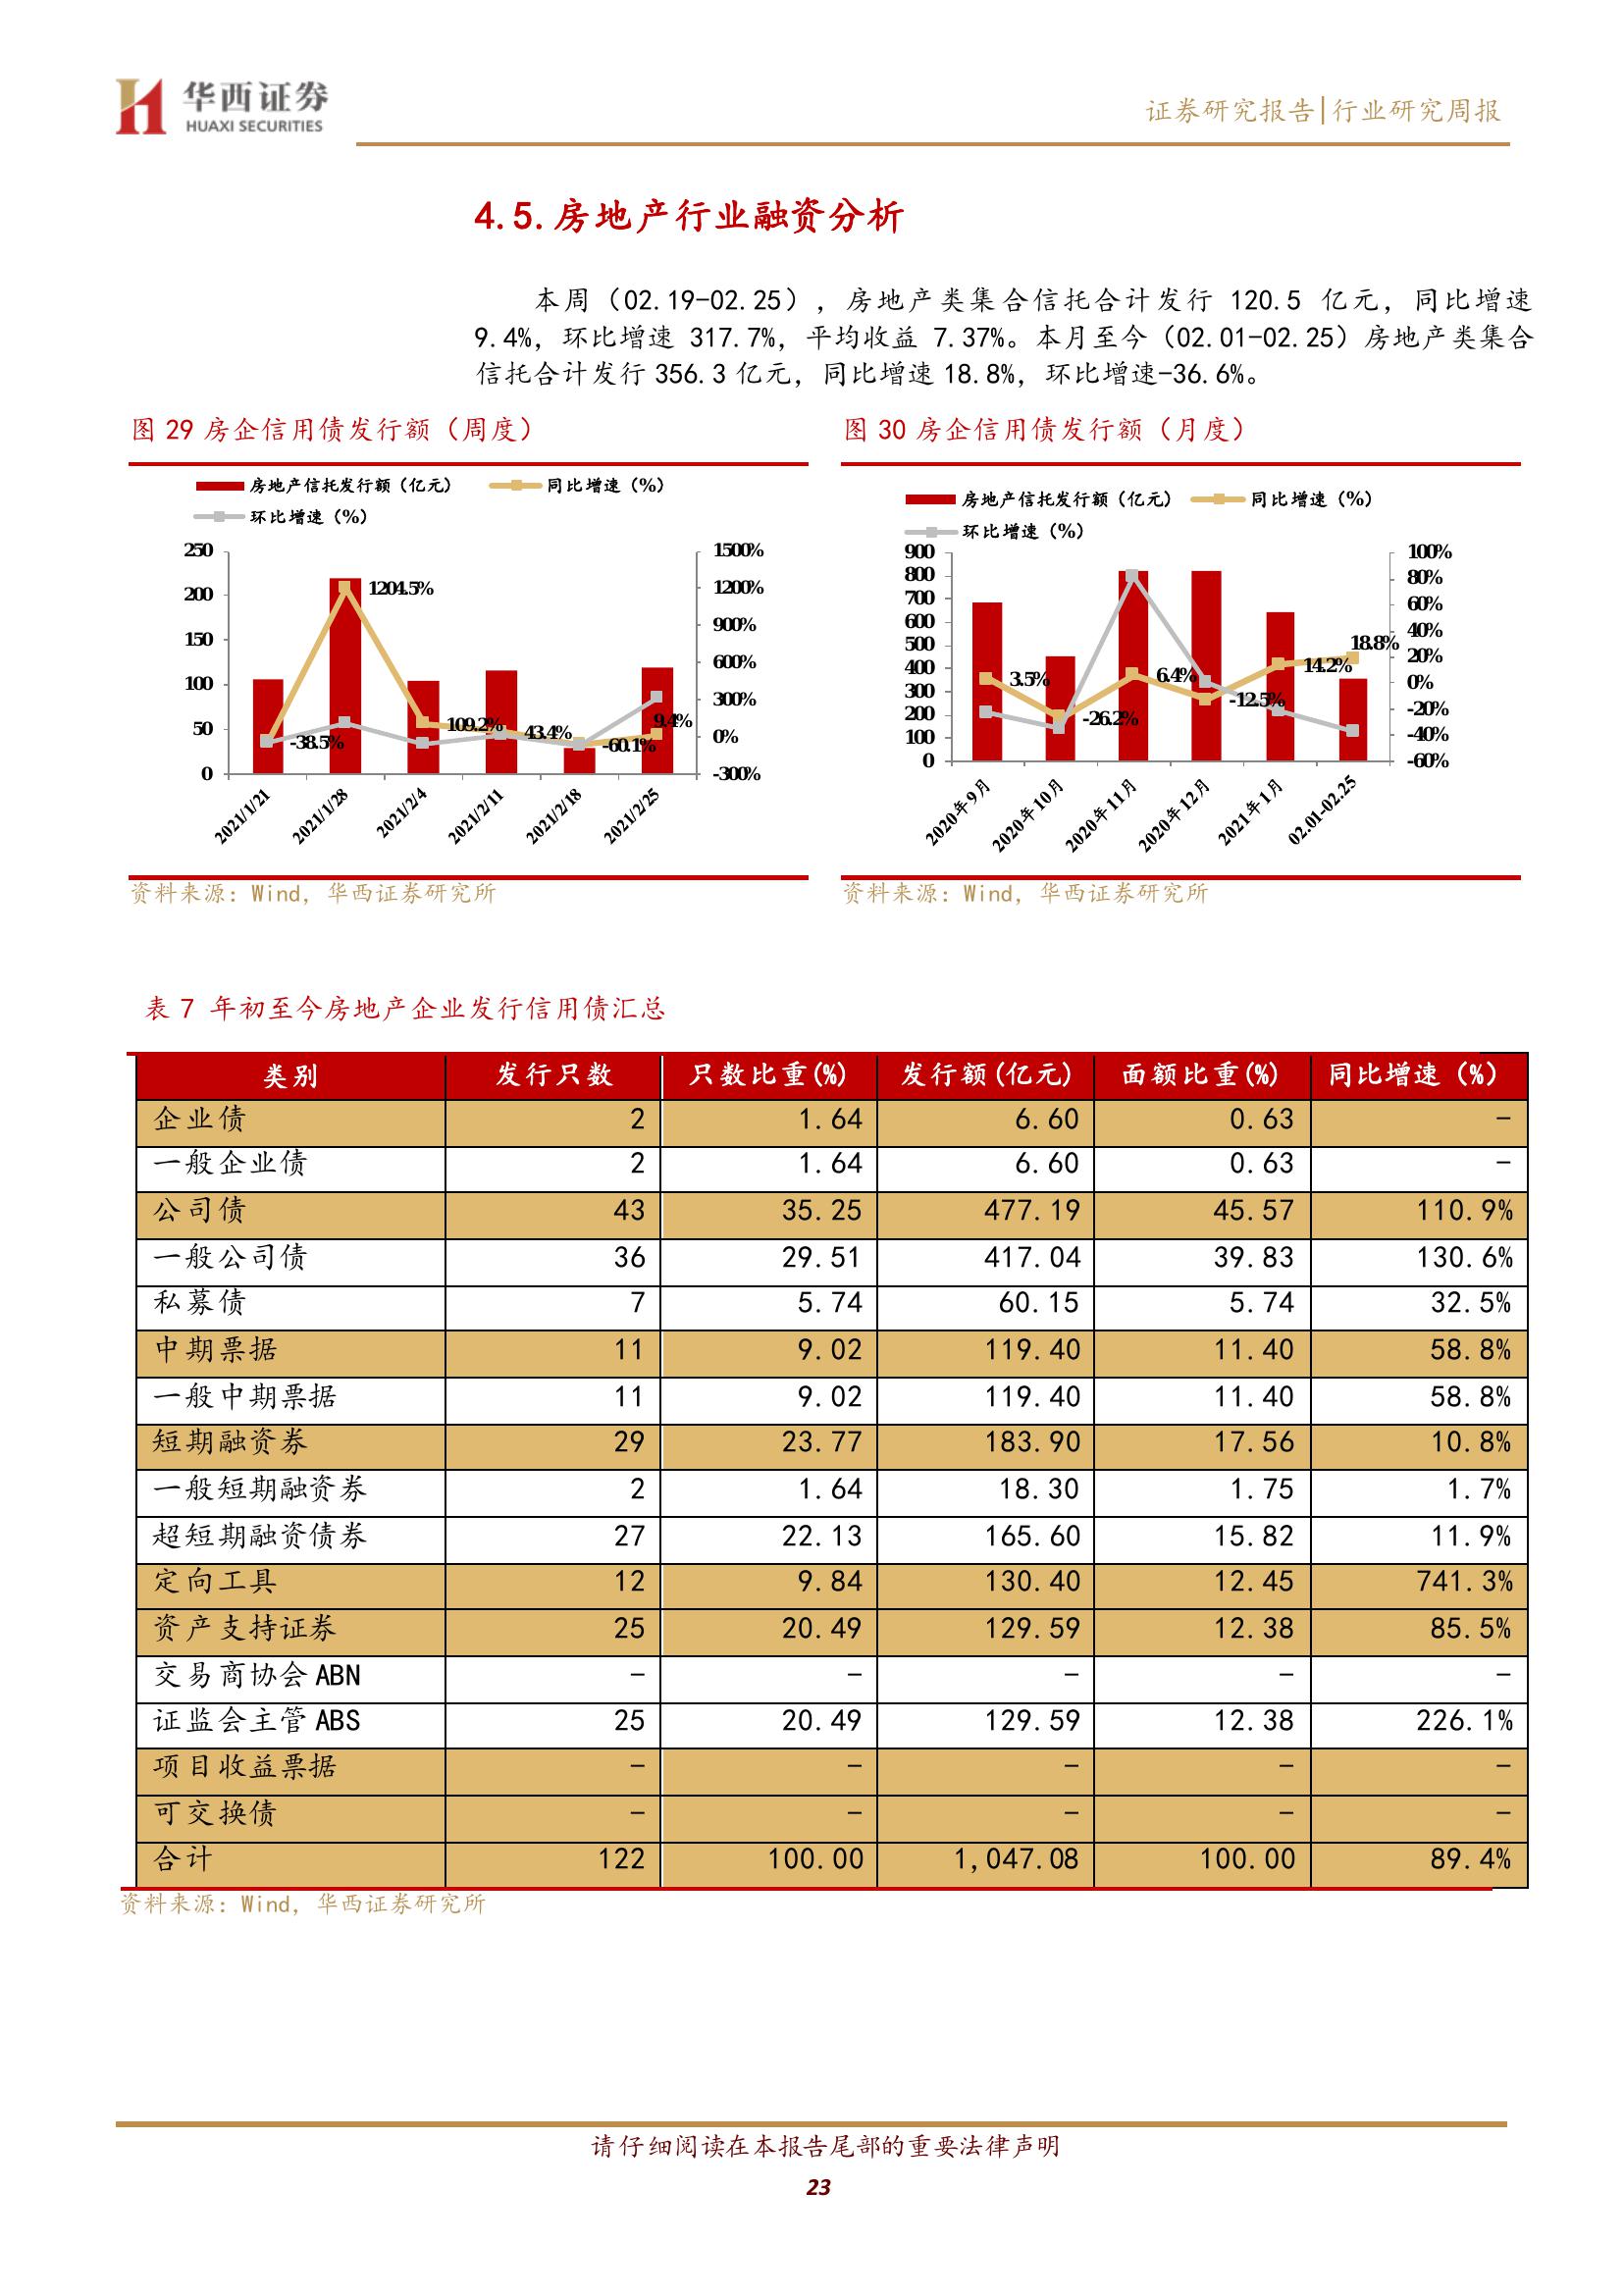 华西证券
HUAXI SECURITIES
证券研究报告|行业研究周报
4.5.房地产行业融资分析
本周（02.19-02.25），房地产类集合信托合计发行 120.5 亿元，同比增速
9.4%，环比增速 317.7%，平均收益 7.37%。本月至今（02.01-02.25）房地产类集合
信托合计发行 356.3 亿元，同比增速 18.8%，环比增速-36.6%。
图 29 房企信用债发行额（周度）
房地产信托发行额（亿元） 同比增速（%）
环比增速（%）
250 1500%
200 1200%
150 900%
100 600%
50 300%
0 0%
-300%
1204.5%
-38.5% 109.2% 43.4% -60.1% 9.4%
2021/1/21 2021/1/28 2021/2/4 2021/2/11 2021/2/18 2021/2/25
资料来源：Wind，华西证券研究所
图 30 房企信用债发行额（月度）
房地产信托发行额（亿元） 同比增速（%）
环比增速（%）
900 100%
800 80%
700 60%
600 40%
500 20%
400 0%
300 -20%
200 -40%
100 -60%
0
3.5% -26.2% 6.4% -12.5% 14.2% 18.8%
2020年9月 2020年10月 2020年11月 2020年12月 2021年1月 02.01-02.25
资料来源：Wind，华西证券研究所
表 7 年初至今房地产企业发行信用债汇总
类别 发行只数 只数比重(%) 发行额(亿元) 面额比重(%) 同比增速（%）
企业债 2 1.64 6.60 0.63 -
一般企业债 2 1.64 6.60 0.63 -
公司债 43 35.25 477.19 45.57 110.9%
一般公司债 36 29.51 417.04 39.83 130.6%
私募债 7 5.74 60.15 5.74 32.5%
中期票据 11 9.02 119.40 11.40 58.8%
一般中期票据 11 9.02 119.40 11.40 58.8%
短期融资券 29 23.77 183.90 17.56 10.8%
一般短期融资券 2 1.64 18.30 1.75 1.7%
超短期融资债券 27 22.13 165.60 15.82 11.9%
定向工具 12 9.84 130.40 12.45 741.3%
资产支持证券 25 20.49 129.59 12.38 85.5%
交易商协会 ABN - - - - -
证监会主管 ABS 25 20.49 129.59 12.38 226.1%
项目收益票据 - - - - -
可交换债 - - - - -
合计 122 100.00 1,047.08 100.00 89.4%
资料来源：Wind，华西证券研究所
请仔细阅读在本报告尾部的重要法律声明
23